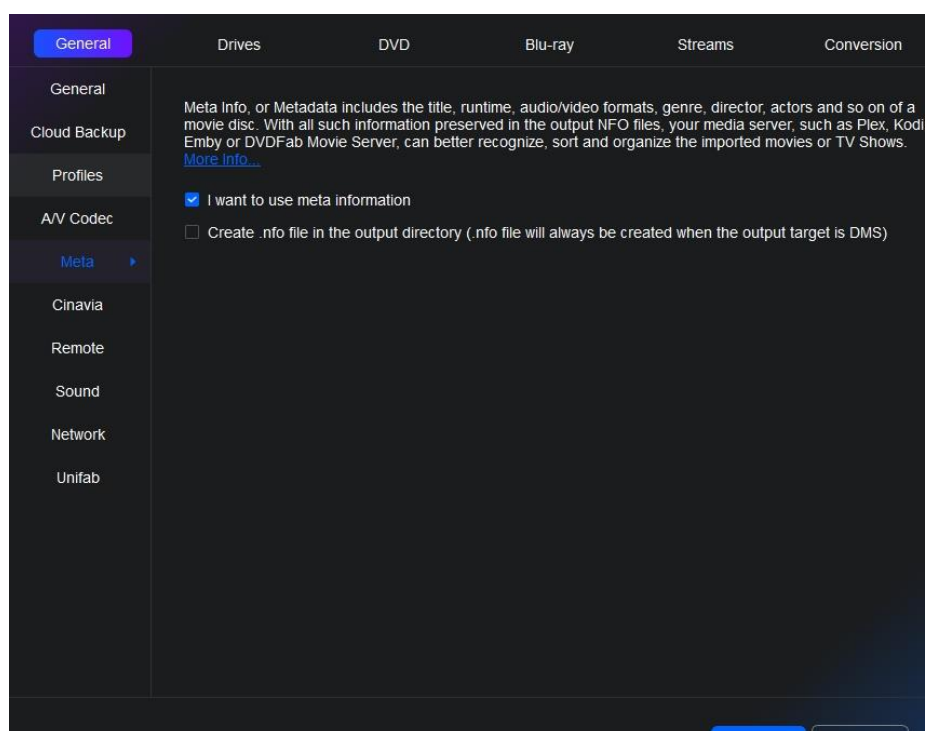 General
Drives
DVD
Blu-ray
Streams
Conversion
General
Cloud Backup
Profiles
A/V Codec
Meta
Cinavia
Remote
Sound
Network
Unifab
Meta Info, or Metadata includes the title, runtime, audio/video formats, genre, director, actors and so on of a
movie disc. With all such information preserved in the output NFO files, your media server, such as Plex, Kodi
Emby or DVDFab Movie Server, can better recognize, sort and organize the imported movies or TV Shows.
More Info...
I want to use meta information
Create .nfo file in the output directory (.nfo file will always be created when the output target is DMS)